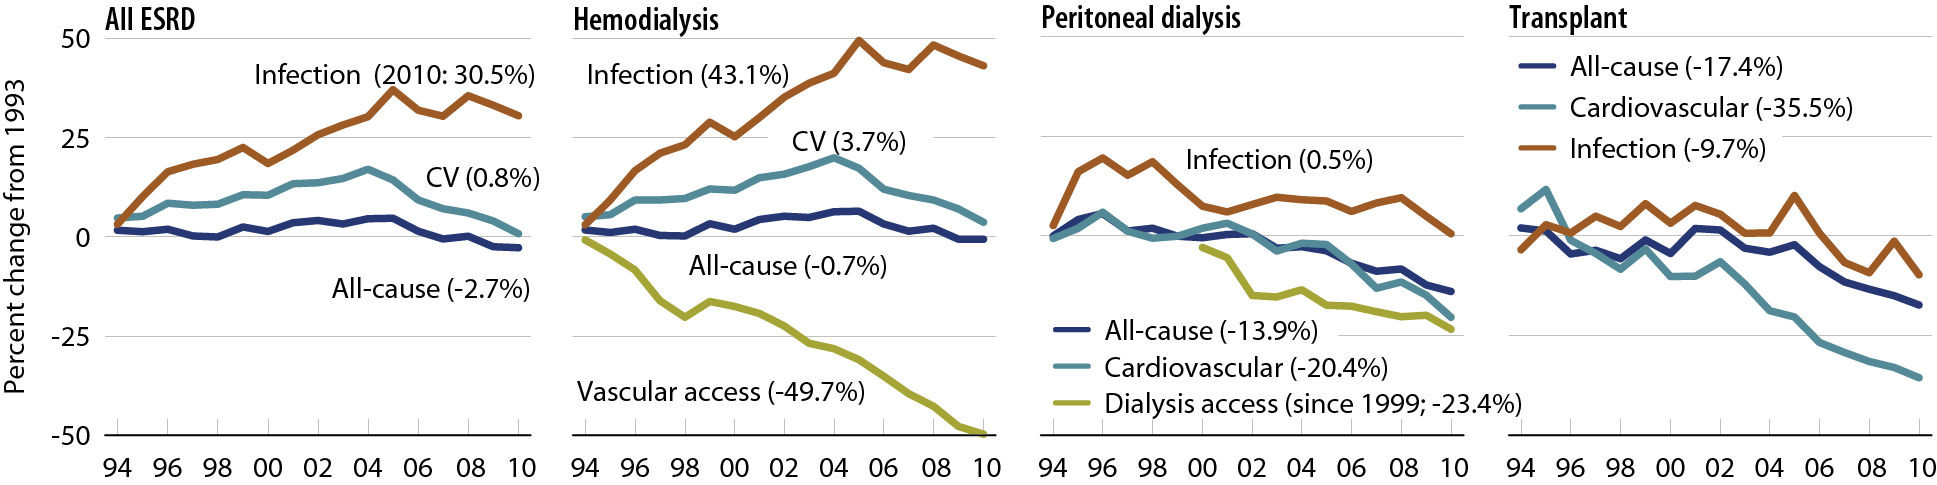 All ESRD
Hemodialysis
Peritoneal dialysis
Transplant
Percent change from 1993
50
25
0
-25
-50
Infection (2010: 30.5%)
CV (0.8%)
All-cause (-2.7%)
94 96 98 00 02 04 06 08 10
Infection (43.1%)
CV (3.7%)
All-cause (-0.7%)
Vascular access (-49.7%)
94 96 98 00 02 04 06 08 10
Infection (0.5%)
All-cause (-13.9%)
Cardiovascular (-20.4%)
Dialysis access (since 1999; -23.4%)
94 96 98 00 02 04 06 08 10
All-cause (-17.4%)
Cardiovascular (-35.5%)
Infection (-9.7%)
94 96 98 00 02 04 06 08 10